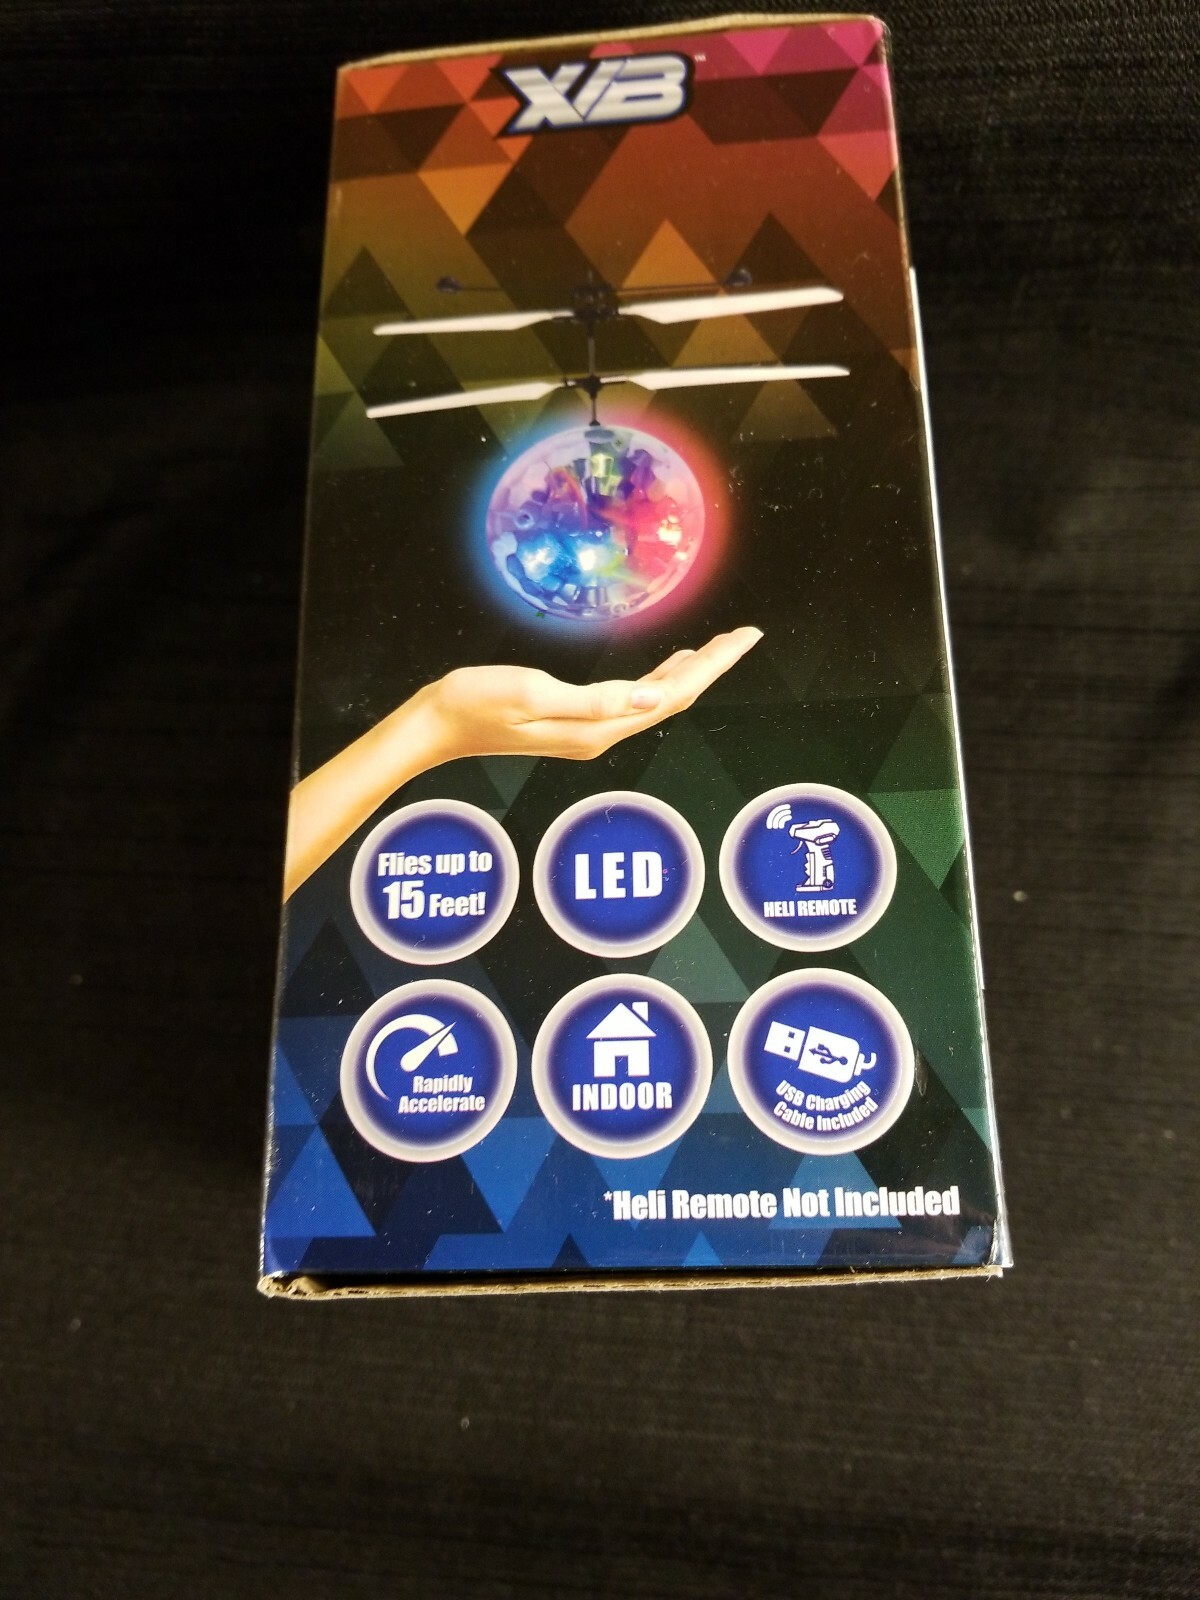 XVB™
Flies up to
15 Feet!
LED
HELI REMOTE
Rapidly
Accelerate
INDOOR
USB Charging
Cable Included
*Heli Remote Not Included